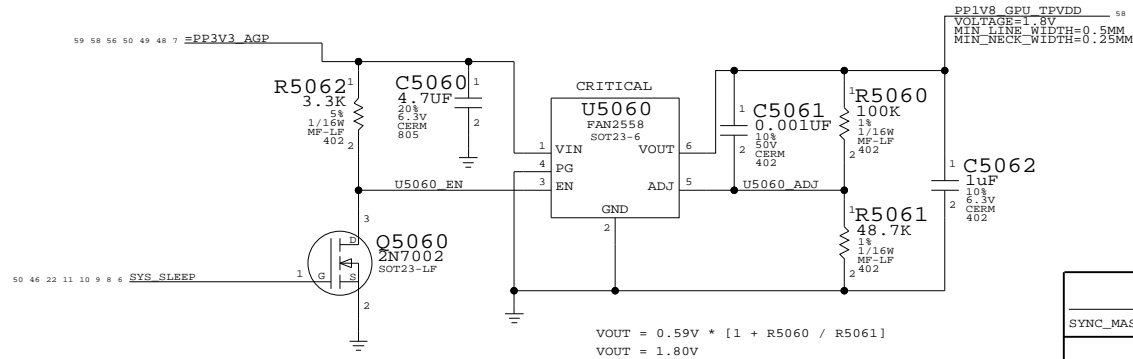 PP1V8_GPU_TPVDD 58
VOLTAGE=1.8V
MIN_LINE_WIDTH=0.5MM
MIN_NECK_WIDTH=0.25MM
59 58 56 50 49 48 7 =PP3V3_AGP
R5062
3.3K
5%
1/16W
MF-LF
402
1
2
C5060
4.7UF
20%
6.3V
CERM
805
1
2
CRITICAL
U5060
FAN2558
SOT23-6
1 VIN
4 PG
3 EN
VOUT 6
ADJ 5
GND
2
U5060_EN
U5060_ADJ
C5061
0.001UF
10%
50V
CERM
402
1
2
R5060
100K
1%
1/16W
MF-LF
402
1
2
C5062
1uF
10%
6.3V
CERM
402
1
2
R5061
48.7K
1%
1/16W
MF-LF
402
1
2
3
D
Q5060
2N7002
SOT23-LF
50 46 22 11 10 9 8 6 SYS_SLEEP
1
G
S
2
VOUT = 0.59V * [1 + R5060 / R5061]
VOUT = 1.80V
SYNC_MAS